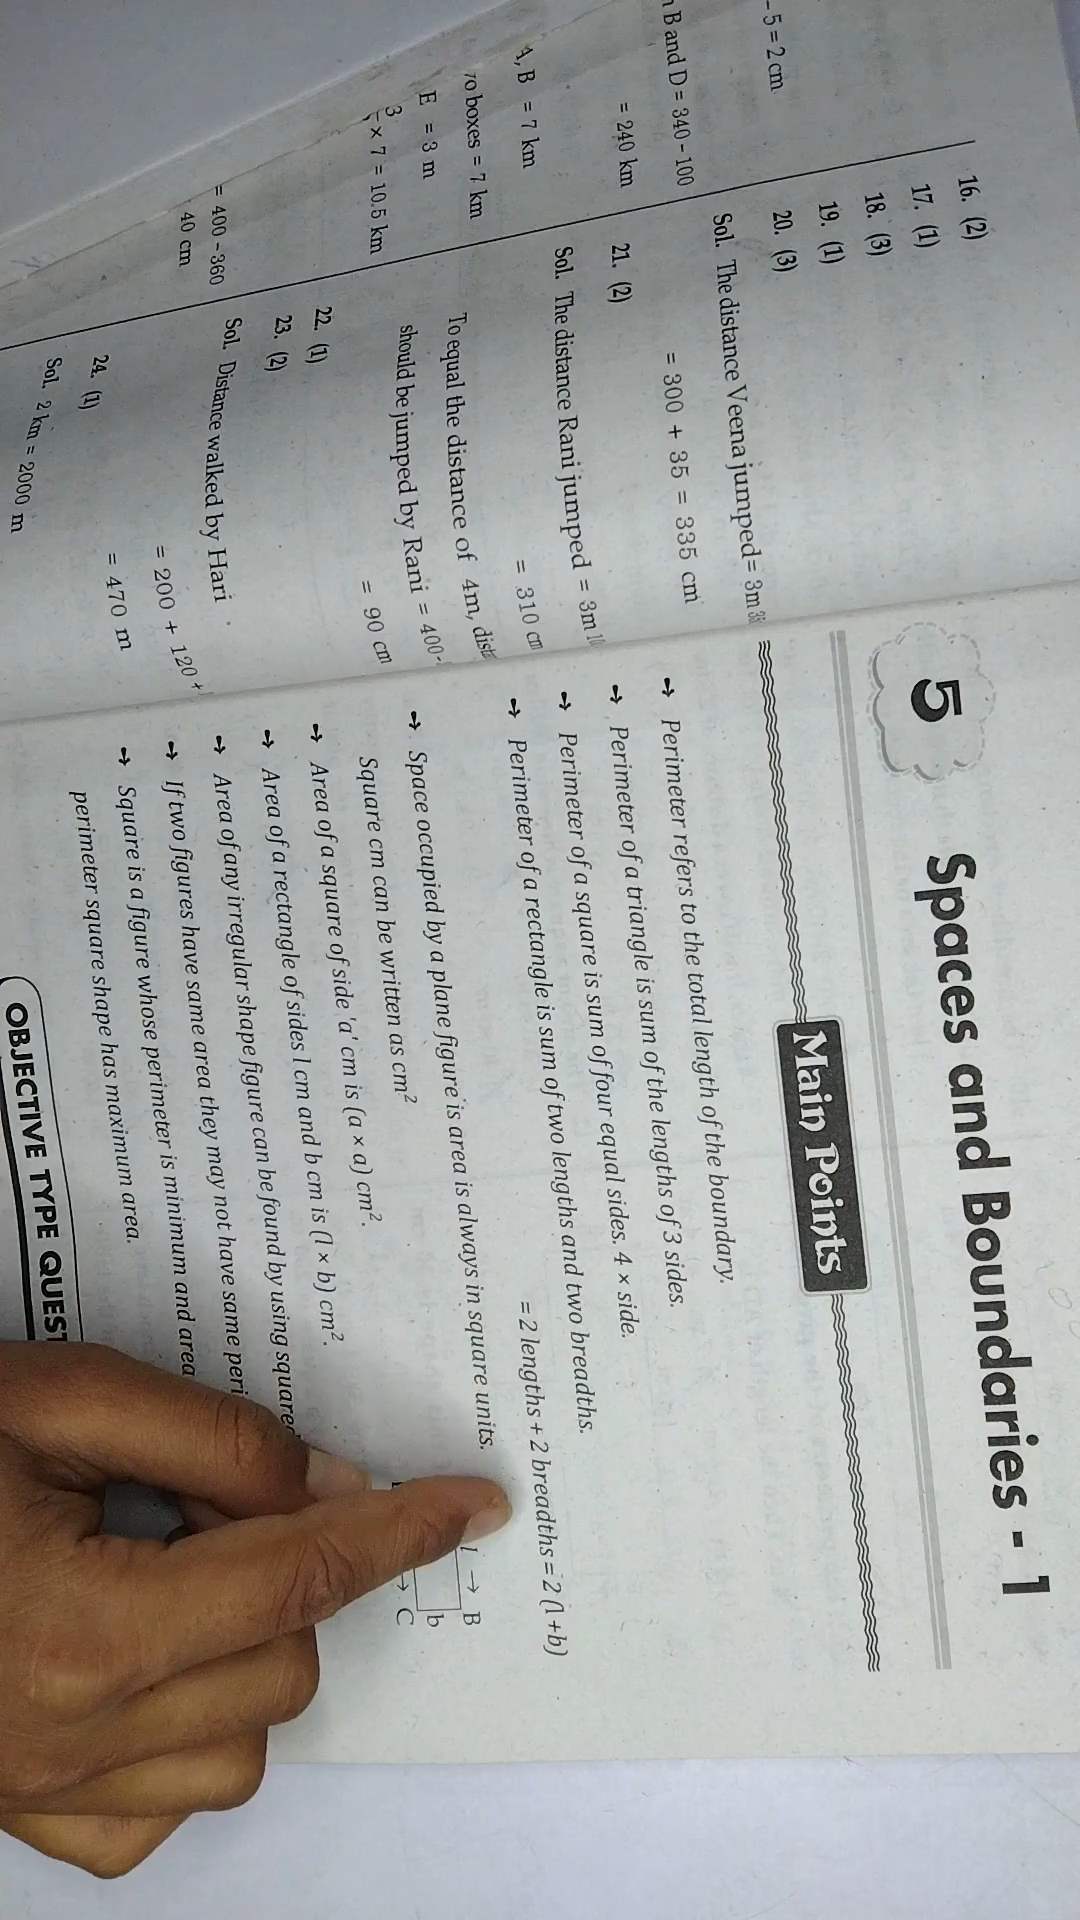 - 5 = 2 cm
B and D = 340 - 100
= 240 km
A, B = 7 km
boxes = 7 km
E = 3 m
3
× 7 = 10.5 km
= 400 - 360
40 cm
16. (2)
17. (1)
18. (3)
19. (1)
20. (3)
Sol. The distance Veena jumped = 3m 35
= 300 + 35 = 335 cm
21. (2)
Sol. The distance Rani jumped = 3m 10
= 310 cm
To equal the distance of 4m,
should be jumped by Rani = 400-
= 90 cm
22. (1)
23. (2)
Sol. Distance walked by Hari
= 200 + 120 +
= 470 m
24. (1)
Sol. 2 km = 2000 m
5 Spaces and Boundaries - 1
Main Points
→ Perimeter refers to the total length of the boundary.
→ Perimeter of a triangle is sum of the lengths of 3 sides.
→ Perimeter of a square is sum of four equal sides. 4 × side.
→ Perimeter of a rectangle is sum of two lengths and two breadths.
= 2 lengths + 2 breadths = 2 (l+b)
→ Space occupied by a plane figure is area is always in square units.
Square cm can be written as cm²
l → B
b
→ C
→ Area of a square of side 'a' cm is (a × a) cm².
→ Area of a rectangle of sides l cm and b cm is (l × b) cm².
→ Area of any irregular shape figure can be found by using square
→ If two figures have same area they may not have same peri
→ Square is a figure whose perimeter is minimum and area
perimeter square shape has maximum area.
OBJECTIVE TYPE QUEST